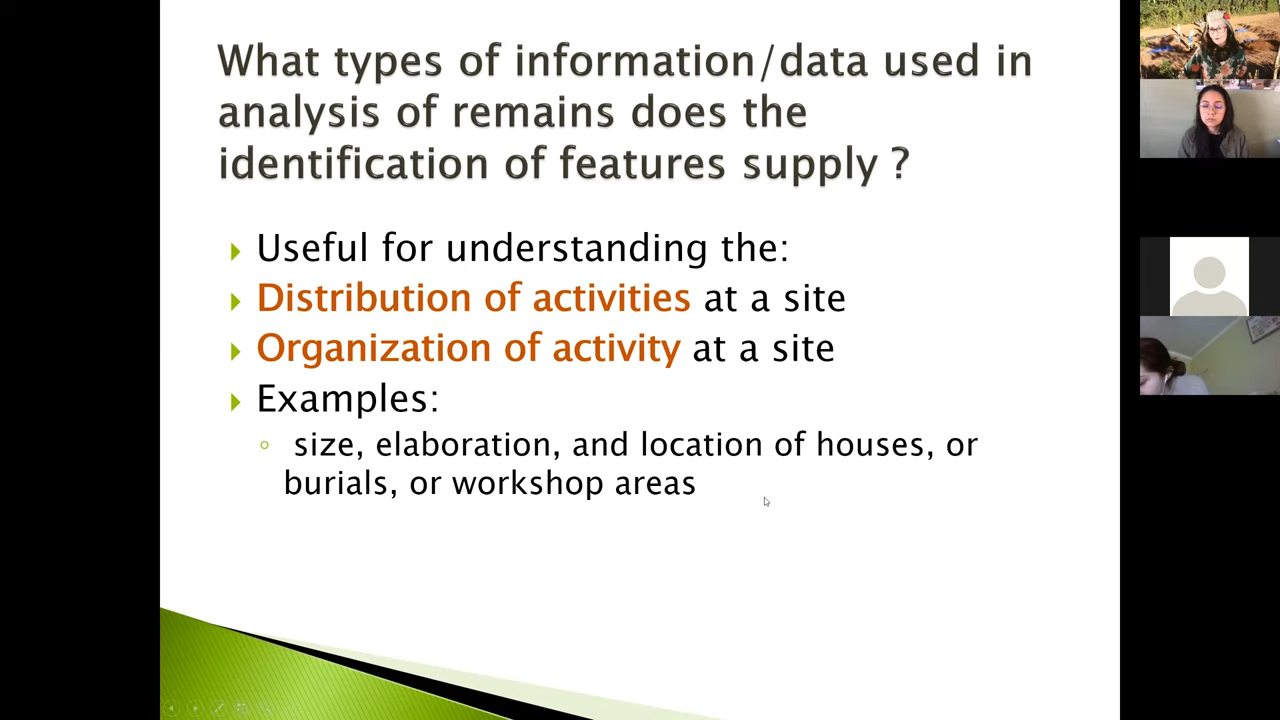 What types of information/data used in
analysis of remains does the
identification of features supply ?
Useful for understanding the:
Distribution of activities at a site
Organization of activity at a site
Examples:
size, elaboration, and location of houses, or
burials, or workshop areas